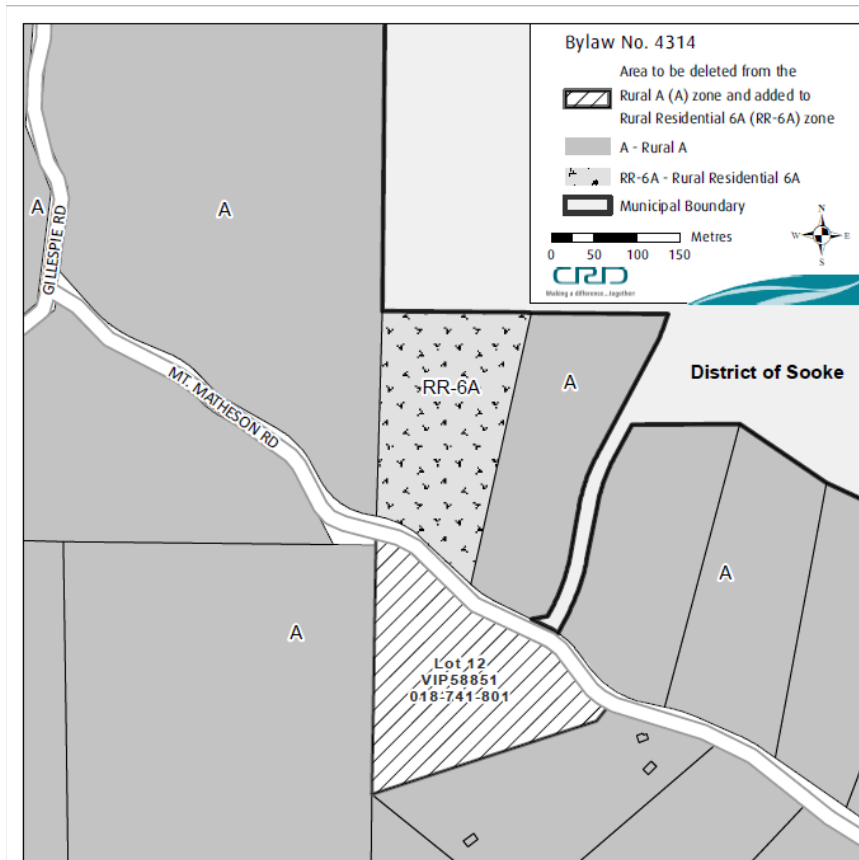 Bylaw No. 4314
Area to be deleted from the
Rural A (A) zone and added to
Rural Residential 6A (RR-6A) zone
A - Rural A
RR-6A - Rural Residential 6A
Municipal Boundary
Metres
0 50 100 150
N
W E
S
CRD
Making a difference...together
A
A
GILLESPIE RD
MT. MATHESON RD
RR-6A
A
District of Sooke
A
A
Lot 12
VIP58851
018-741-801